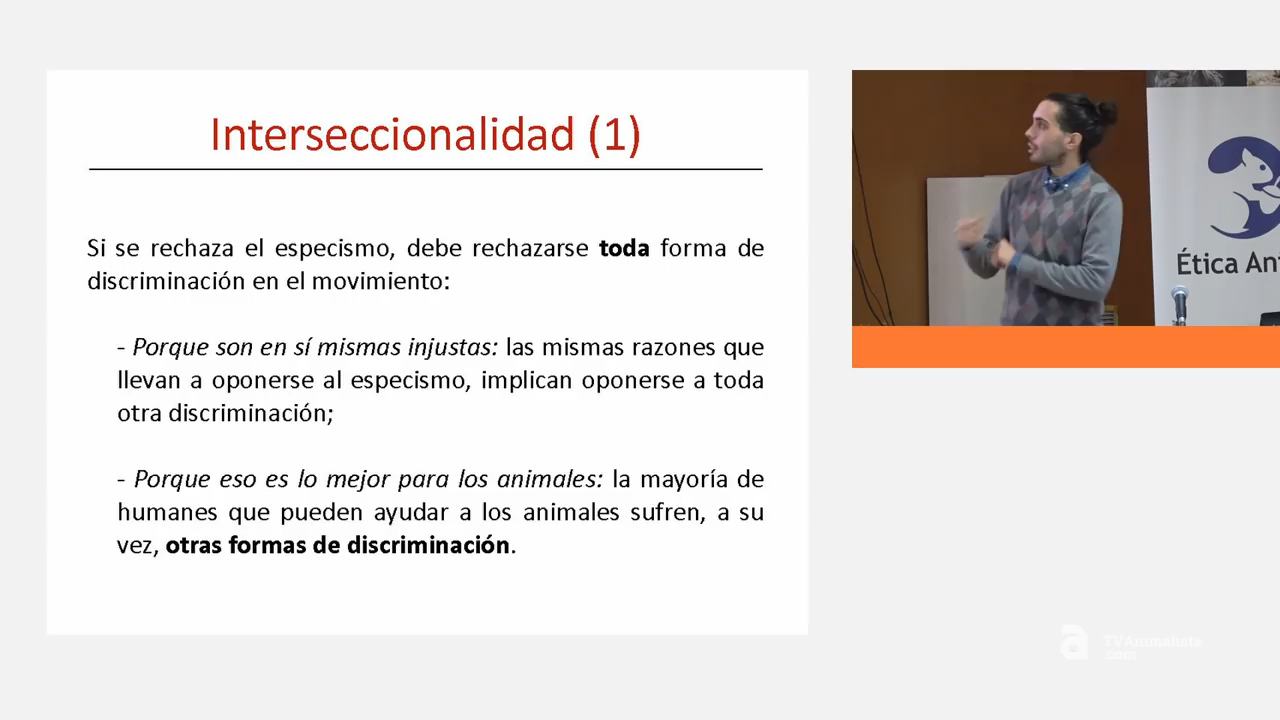 Interseccionalidad (1)
Si se rechaza el especismo, debe rechazarse toda forma de
discriminación en el movimiento:
- Porque son en sí mismas injustas: las mismas razones que
llevan a oponerse al especismo, implican oponerse a toda
otra discriminación;
- Porque eso es lo mejor para los animales: la mayoría de
humanes que pueden ayudar a los animales sufren, a su
vez, otras formas de discriminación.
Ética
TVAnimalista
.com